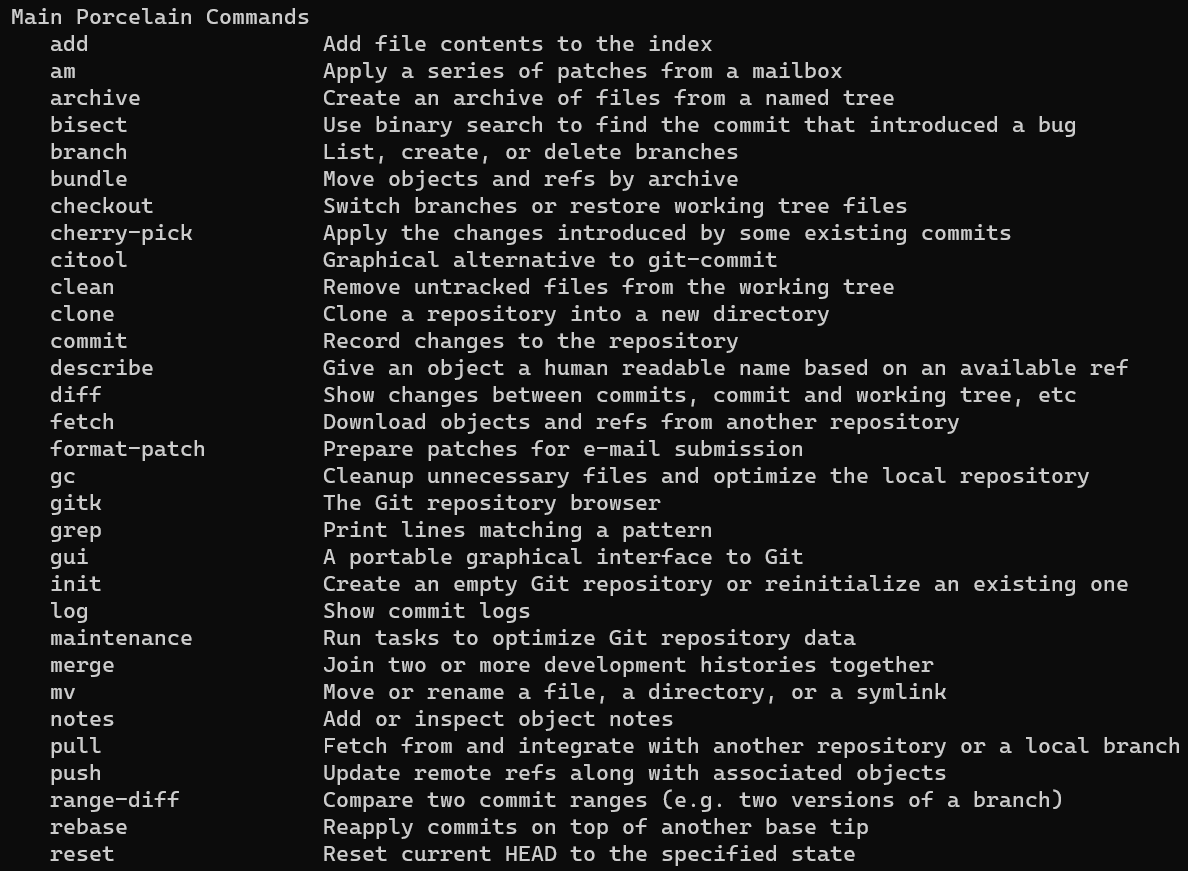 Main Porcelain Commands
   add                  Add file contents to the index
   am                   Apply a series of patches from a mailbox
   archive              Create an archive of files from a named tree
   bisect               Use binary search to find the commit that introduced a bug
   branch               List, create, or delete branches
   bundle               Move objects and refs by archive
   checkout             Switch branches or restore working tree files
   cherry-pick          Apply the changes introduced by some existing commits
   citool               Graphical alternative to git-commit
   clean                Remove untracked files from the working tree
   clone                Clone a repository into a new directory
   commit               Record changes to the repository
   describe             Give an object a human readable name based on an available ref
   diff                 Show changes between commits, commit and working tree, etc
   fetch                Download objects and refs from another repository
   format-patch         Prepare patches for e-mail submission
   gc                   Cleanup unnecessary files and optimize the local repository
   gitk                 The Git repository browser
   grep                 Print lines matching a pattern
   gui                  A portable graphical interface to Git
   init                 Create an empty Git repository or reinitialize an existing one
   log                  Show commit logs
   maintenance          Run tasks to optimize Git repository data
   merge                Join two or more development histories together
   mv                   Move or rename a file, a directory, or a symlink
   notes                Add or inspect object notes
   pull                 Fetch from and integrate with another repository or a local branch
   push                 Update remote refs along with associated objects
   range-diff           Compare two commit ranges (e.g. two versions of a branch)
   rebase               Reapply commits on top of another base tip
   reset                Reset current HEAD to the specified state